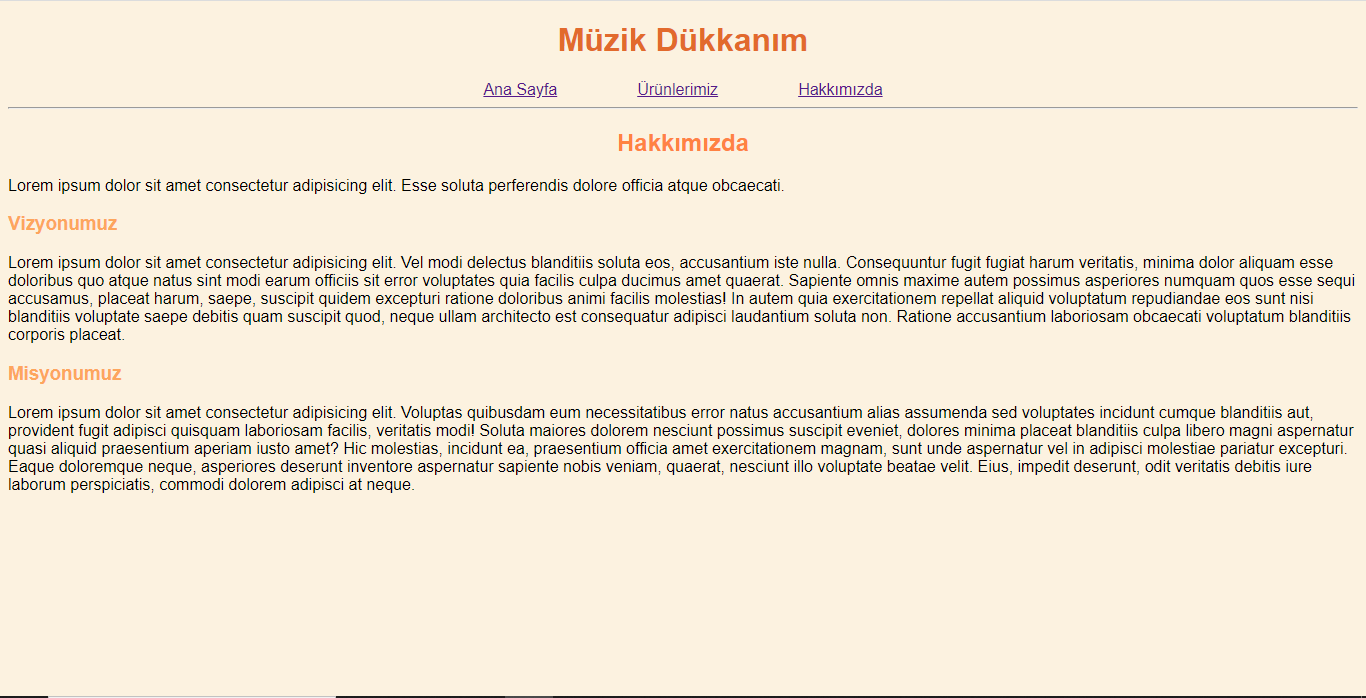 Müzik Dükkanım
Ana Sayfa Ürünlerimiz Hakkımızda
Hakkımızda
Lorem ipsum dolor sit amet consectetur adipisicing elit. Esse soluta perferendis dolore officia atque obcaecati.
Vizyonumuz
Lorem ipsum dolor sit amet consectetur adipisicing elit. Vel modi delectus blanditiis soluta eos, accusantium iste nulla. Consequuntur fugit fugiat harum veritatis, minima dolor aliquam esse
doloribus quo atque natus sint modi earum officiis sit error voluptates quia facilis culpa ducimus amet quaerat. Sapiente omnis maxime autem possimus asperiores numquam quos esse sequi
accusamus, placeat harum, saepe, suscipit quidem excepturi ratione doloribus animi facilis molestias! In autem quia exercitationem repellat aliquid voluptatum repudiandae eos sunt nisi
blanditiis voluptate saepe debitis quam suscipit quod, neque ullam architecto est consequatur adipisci laudantium soluta non. Ratione accusantium laboriosam obcaecati voluptatum blanditiis
corporis placeat.
Misyonumuz
Lorem ipsum dolor sit amet consectetur adipisicing elit. Voluptas quibusdam eum necessitatibus error natus accusantium alias assumenda sed voluptates incidunt cumque blanditiis aut,
provident fugit adipisci quisquam laboriosam facilis, veritatis modi! Soluta maiores dolorem nesciunt possimus suscipit eveniet, dolores minima placeat blanditiis culpa libero magni aspernatur
quasi aliquid praesentium aperiam iusto amet? Hic molestias, incidunt ea, praesentium officia amet exercitationem magnam, sunt unde aspernatur vel in adipisci molestiae pariatur excepturi.
Eaque doloremque neque, asperiores deserunt inventore aspernatur sapiente nobis veniam, quaerat, nesciunt illo voluptate beatae velit. Eius, impedit deserunt, odit veritatis debitis iure
laborum perspiciatis, commodi dolorem adipisci at neque.